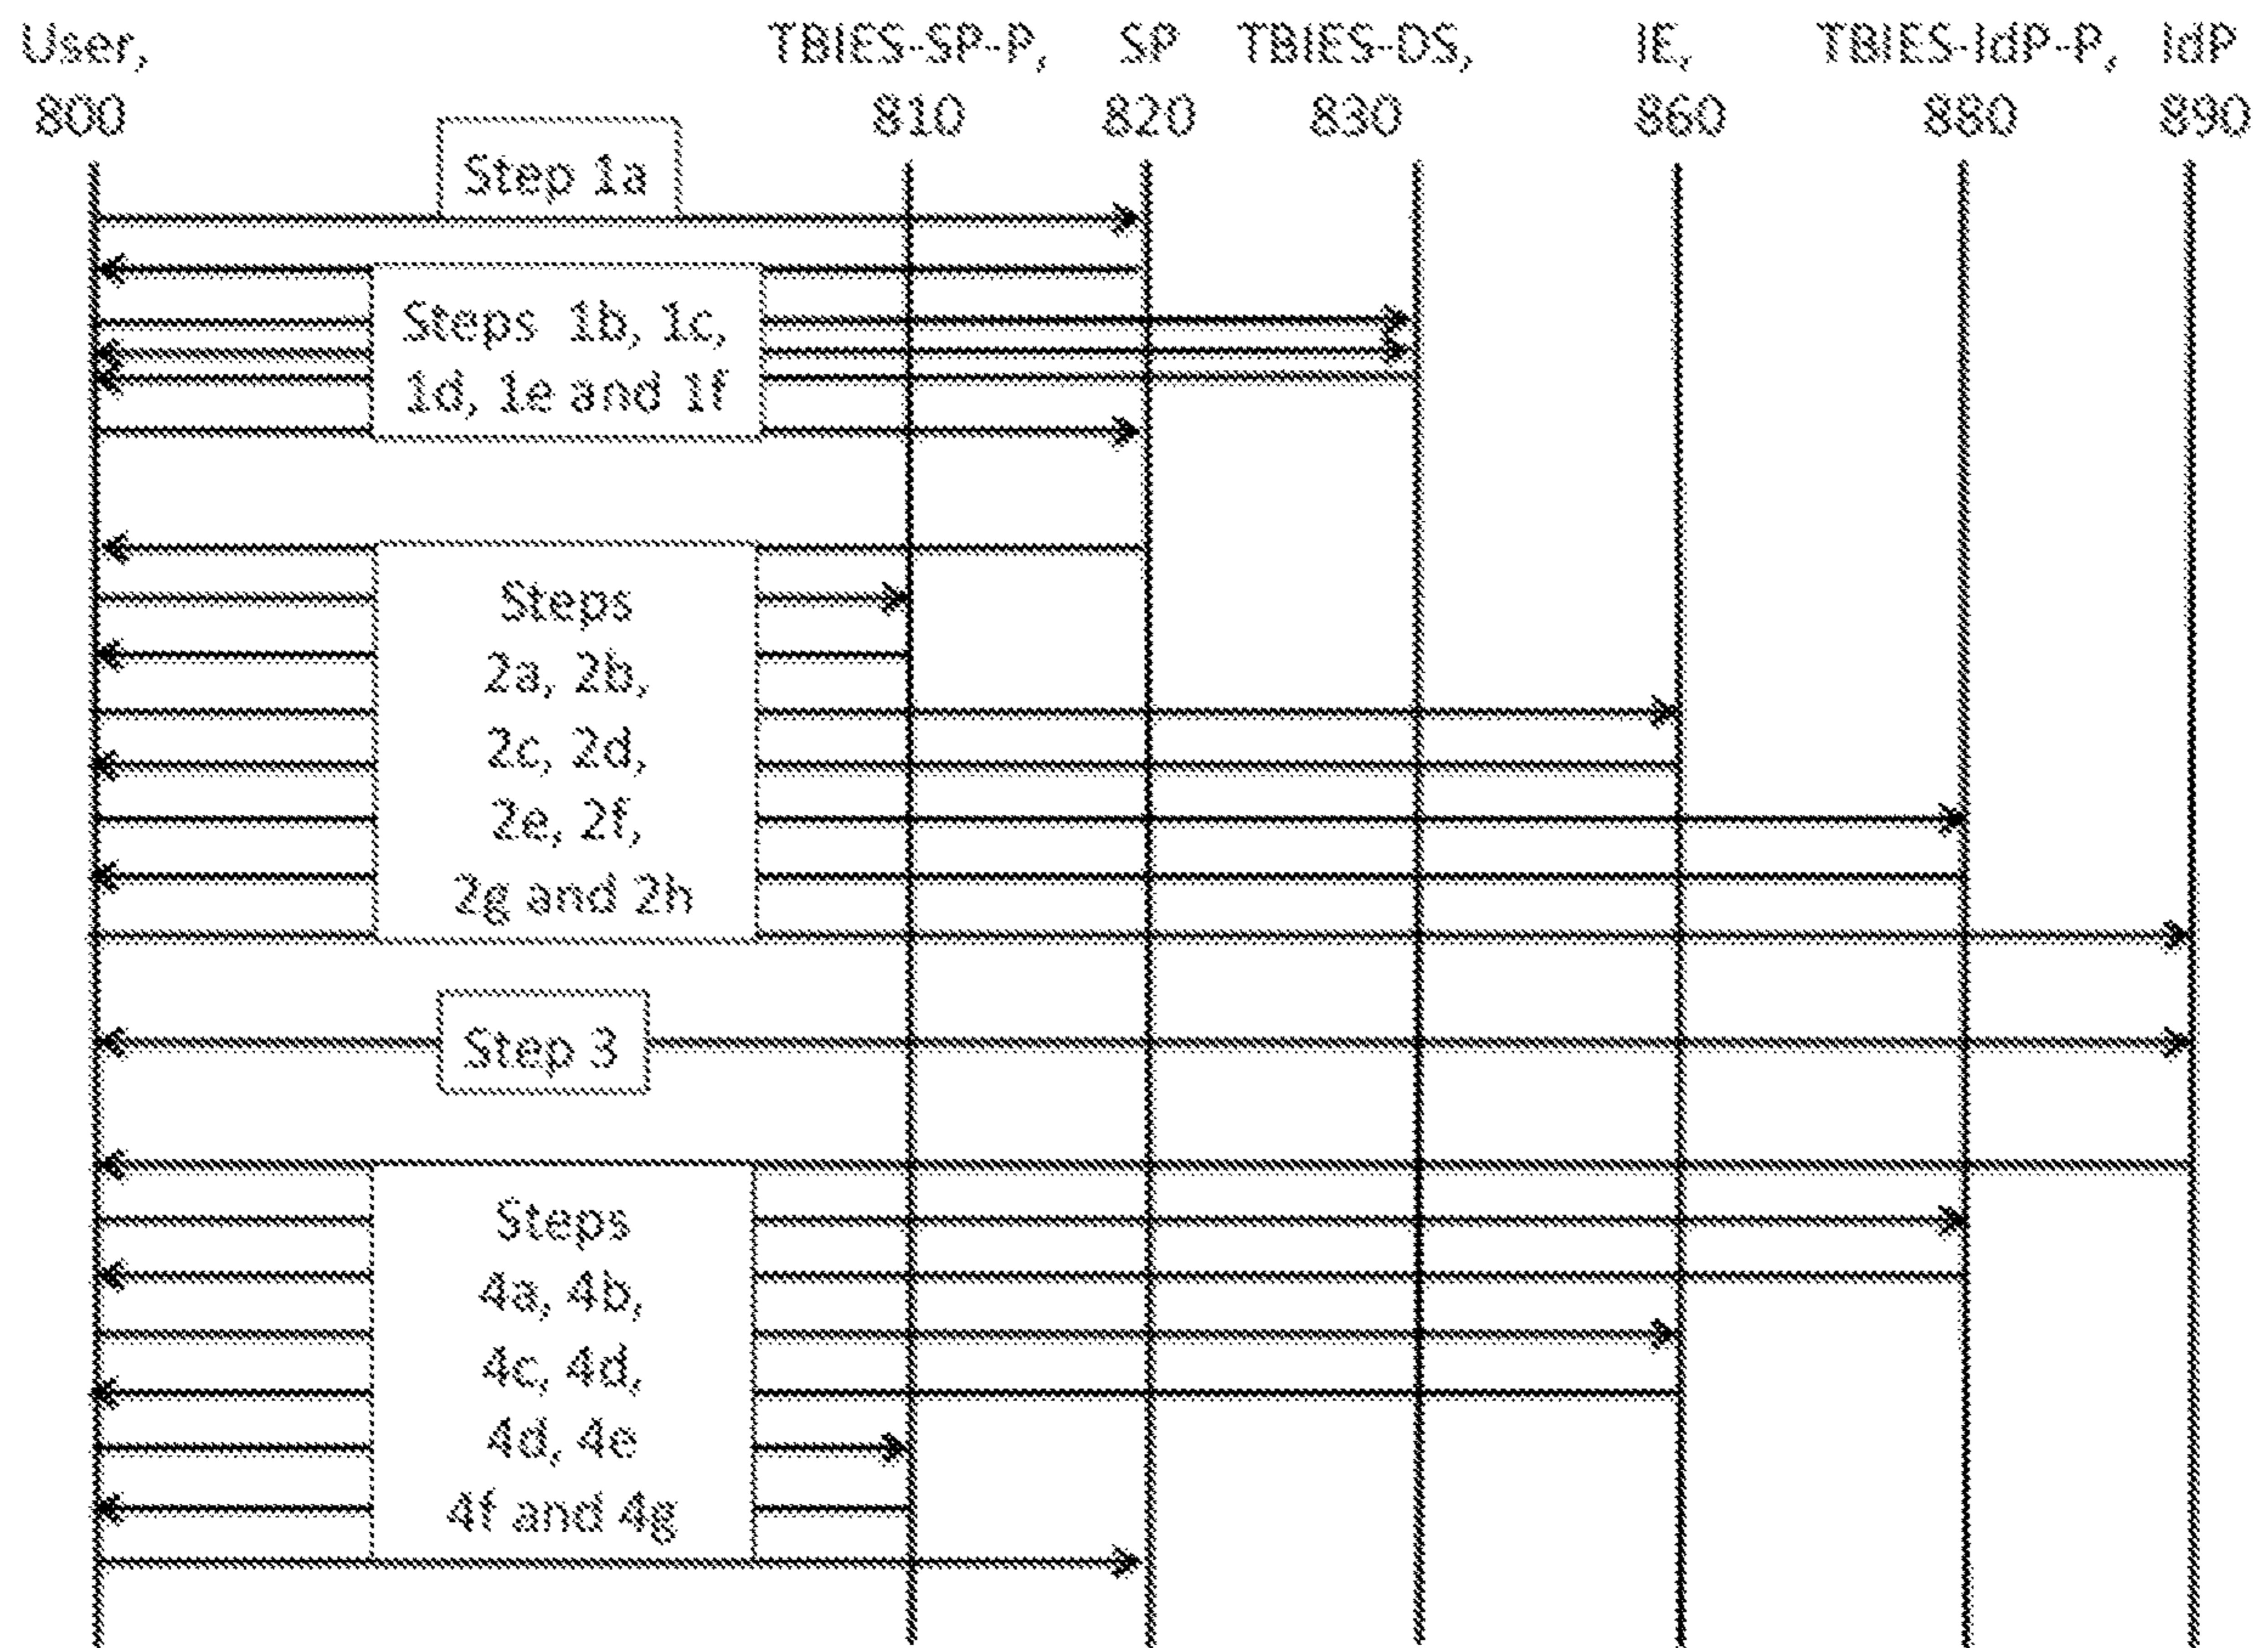 User, TBIES-SP-P, SP TBIES-DS, IE, TBIES-IdP-P, IdP
800 810 820 830 860 880 890
Step 1a
Steps 1b, 1c,
1d, 1e and 1f
Steps
2a, 2b,
2c, 2d,
2e, 2f,
2g and 2h
Step 3
Steps
4a, 4b,
4c, 4d,
4d, 4e
4f and 4g